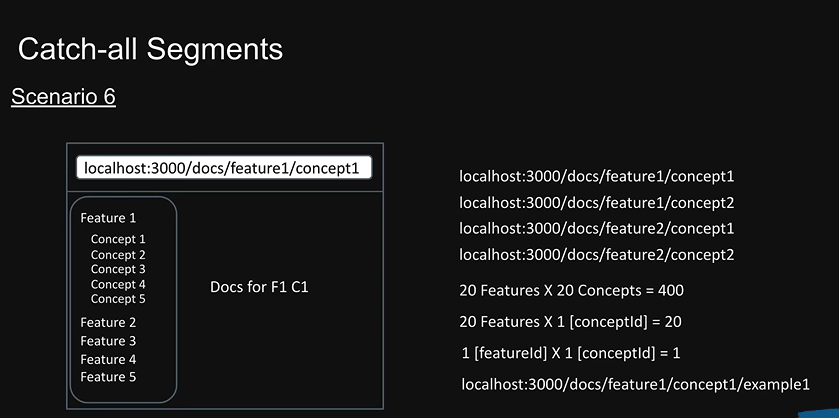 Catch-all Segments
Scenario 6
localhost:3000/docs/feature1/concept1
Feature 1
Concept 1
Concept 2
Concept 3
Concept 4
Concept 5
Feature 2
Feature 3
Feature 4
Feature 5
Docs for F1 C1
localhost:3000/docs/feature1/concept1
localhost:3000/docs/feature1/concept2
localhost:3000/docs/feature2/concept1
localhost:3000/docs/feature2/concept2
20 Features X 20 Concepts = 400
20 Features X 1 [conceptId] = 20
1 [featureId] X 1 [conceptId] = 1
localhost:3000/docs/feature1/concept1/example1